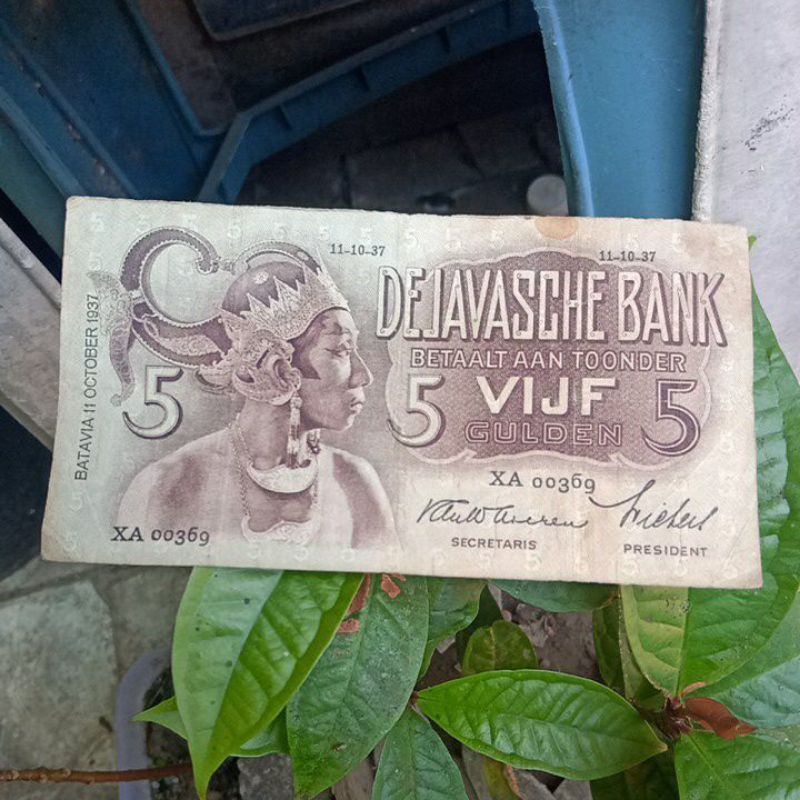 11-10-37
11-10-37
DE JAVASCHE BANK
BETAALT AAN TOONDER
5 VIJF 5
GULDEN
5
BATAVIA 11 OCTOBER 1937
XA 00369
XA 00369
SECRETARIS
PRESIDENT